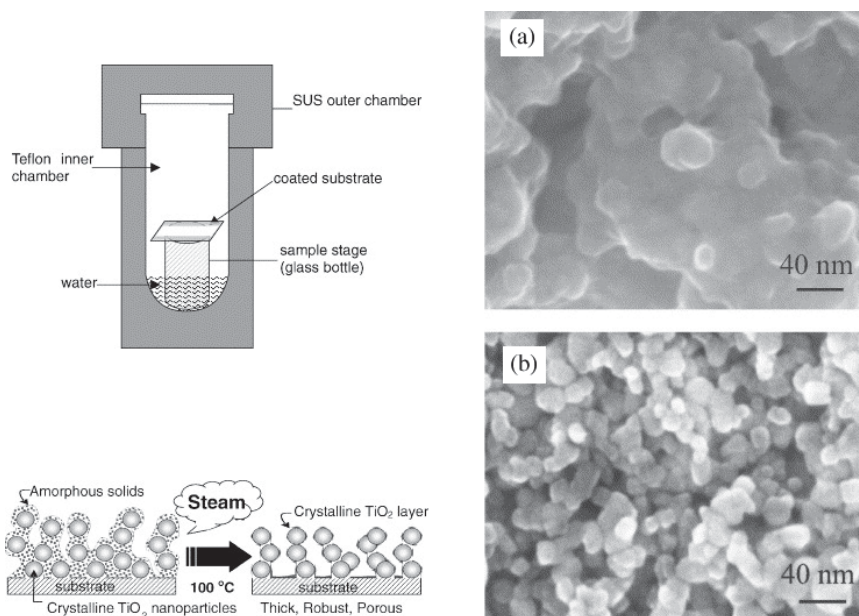 SUS outer chamber
Teflon inner
chamber
coated substrate
sample stage
(glass bottle)
water
Amorphous solids
Steam
Crystalline TiO₂ layer
100 °C
substrate
substrate
Crystalline TiO₂ nanoparticles
Thick, Robust, Porous
(a)
40 nm
(b)
40 nm